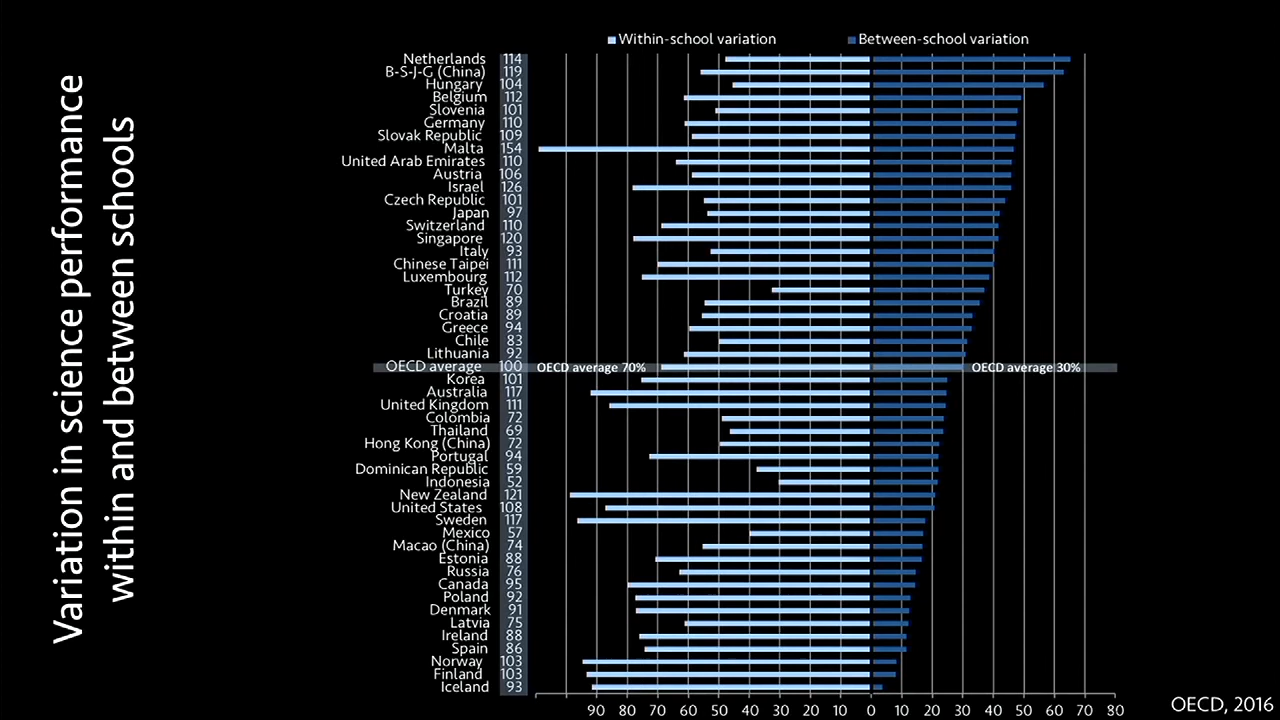 Variation in science performance
within and between schools
Within-school variation Between-school variation
Netherlands 114
B-S-J-G (China) 119
Hungary 104
Belgium 112
Slovenia 101
Germany 110
Slovak Republic 109
Malta 154
United Arab Emirates 110
Austria 106
Israel 126
Czech Republic 101
Japan 97
Switzerland 110
Singapore 120
Italy 93
Chinese Taipei 111
Luxembourg 112
Turkey 70
Brazil 89
Croatia 89
Greece 94
Chile 83
Lithuania 92
OECD average 100 OECD average 70% OECD average 30%
Korea 101
Australia 117
United Kingdom 111
Colombia 72
Thailand 69
Hong Kong (China) 72
Portugal 94
Dominican Republic 59
Indonesia 52
New Zealand 121
United States 108
Sweden 117
Mexico 57
Macao (China) 74
Estonia 88
Russia 76
Canada 95
Poland 92
Denmark 91
Latvia 75
Ireland 88
Spain 86
Norway 103
Finland 103
Iceland 93
90 80 70 60 50 40 30 20 10 0 10 20 30 40 50 60 70 80
OECD, 2016